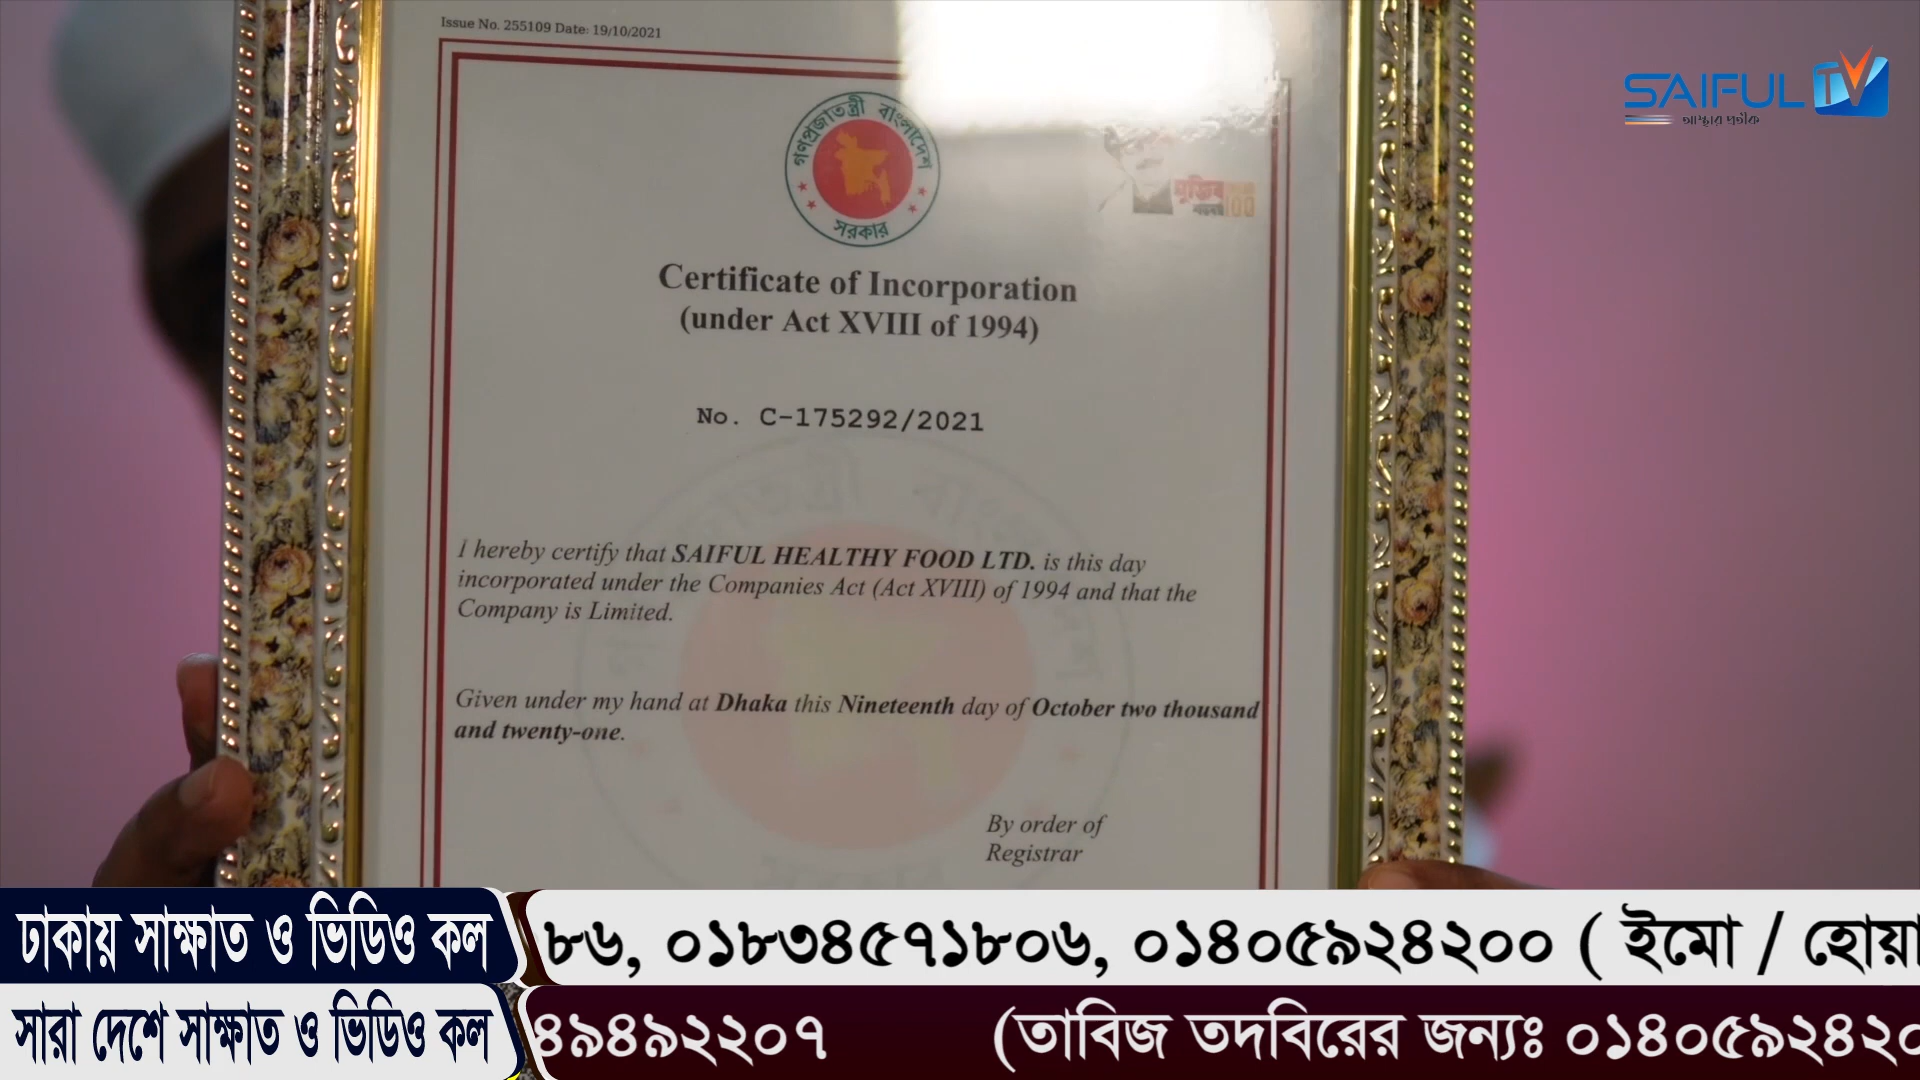 Issue No. 255109 Date: 19/10/2021
SAIFUL TV
আস্থার প্রতীক
গণপ্রজাতন্ত্রী বাংলাদেশ
সরকার
মুজিব
100
Certificate of Incorporation
(under Act XVIII of 1994)
No. C-175292/2021
I hereby certify that SAIFUL HEALTHY FOOD LTD. is this day
incorporated under the Companies Act (Act XVIII) of 1994 and that the
Company is Limited.
Given under my hand at Dhaka this Nineteenth day of October two thousand
and twenty-one.
By order of
Registrar
ঢাকায় সাক্ষাত ও ভিডিও কল
৮৬, ০১৮৩৪৫৭১৮০৬, ০১৪০৫৯২৪২০০ ( ইমো / হোয়া
সারা দেশে সাক্ষাত ও ভিডিও কল
৪৯৪৯২২০৭ (তাবিজ তদবিরের জন্যঃ ০১৪০৫৯২৪২০